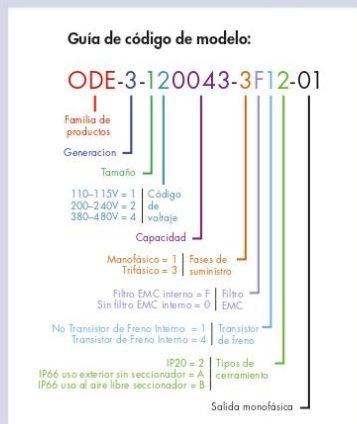 Guía de código de modelo:
ODE-3-120043-3F12-01
Familia de
productos
Generacion
Tamaño
110–115V = 1
200–240V = 2
380–480V = 4
Código
de
voltaje
Capacidad
Manofásico = 1
Trifásico = 3
Fases de
suministro
Filtro EMC interno = F
Sin filtro EMC interno = 0
Filtro
EMC
No Transistor de Freno Interno = 1
Transistor de Freno Interno = 4
Transistor
de freno
IP20 = 2
IP66 uso exterior sin seccionador = A
IP66 uso al aire libre seccionador = B
Tipos de
cerramiento
Salida monofásica